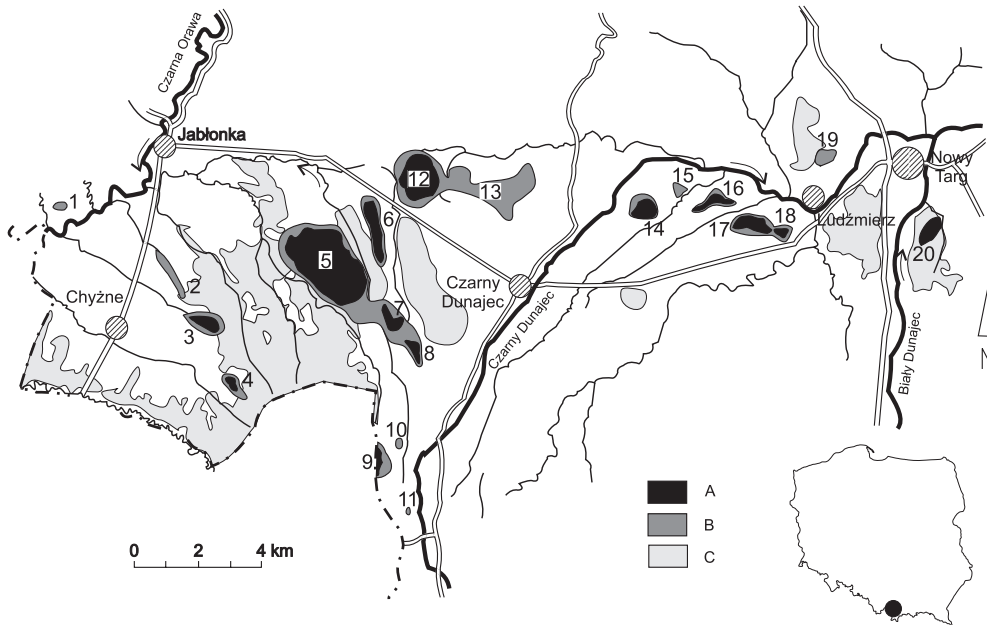 Czarna Orawa
Jabłonka
1
12
13
19
Nowy
Targ
15
16
14
17
18
Lüdźmierz
6
5
2
Chyżne
3
7
8
4
Czarny
Dunajec
Czarny Dunajec
20
Biały Dunajec
N
10
9
11
A
B
C
0
2
4 km